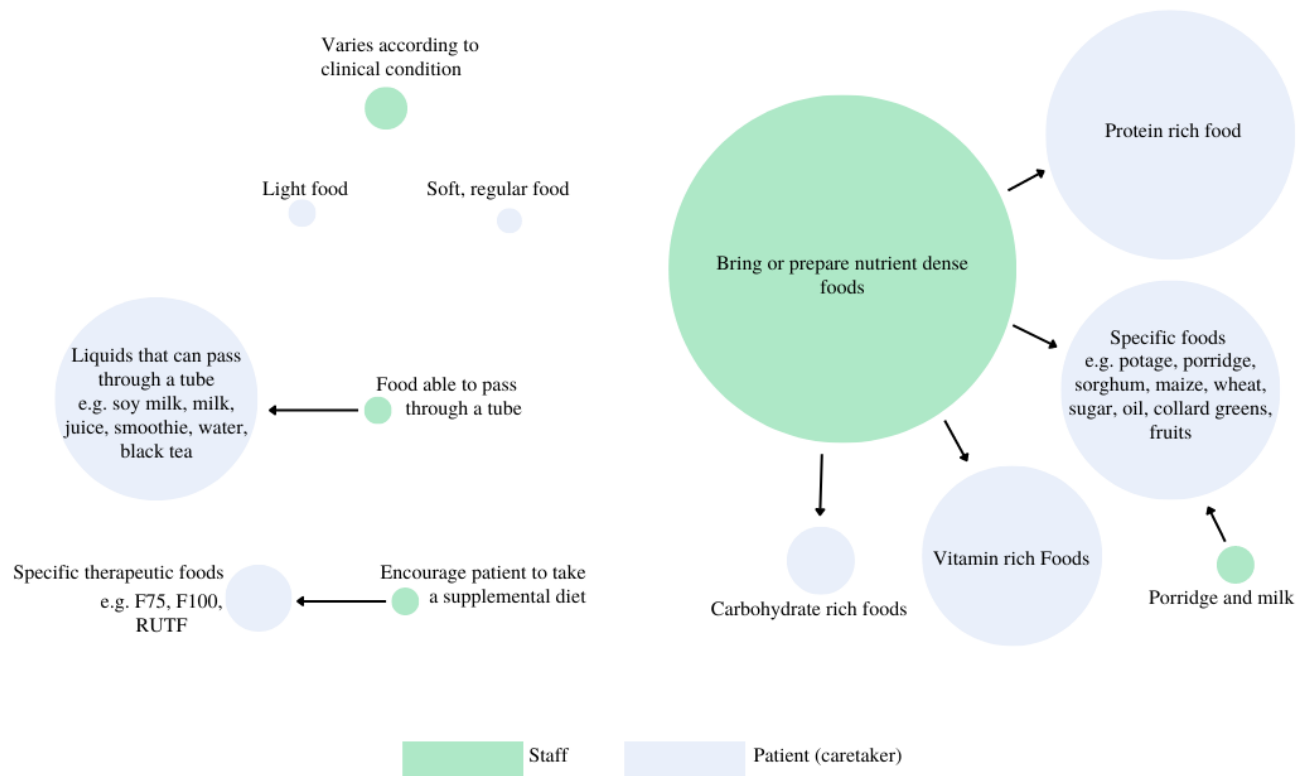 Varies according to
clinical condition
Light food
Soft, regular food
Liquids that can pass
through a tube
e.g. soy milk, milk,
juice, smoothie, water,
black tea
Food able to pass
through a tube
Specific therapeutic foods
e.g. F75, F100,
RUTF
Encourage patient to take
a supplemental diet
Bring or prepare nutrient dense
foods
Protein rich food
Specific foods
e.g. potage, porridge,
sorghum, maize, wheat,
sugar, oil, collard greens,
fruits
Vitamin rich Foods
Carbohydrate rich foods
Porridge and milk
Staff
Patient (caretaker)